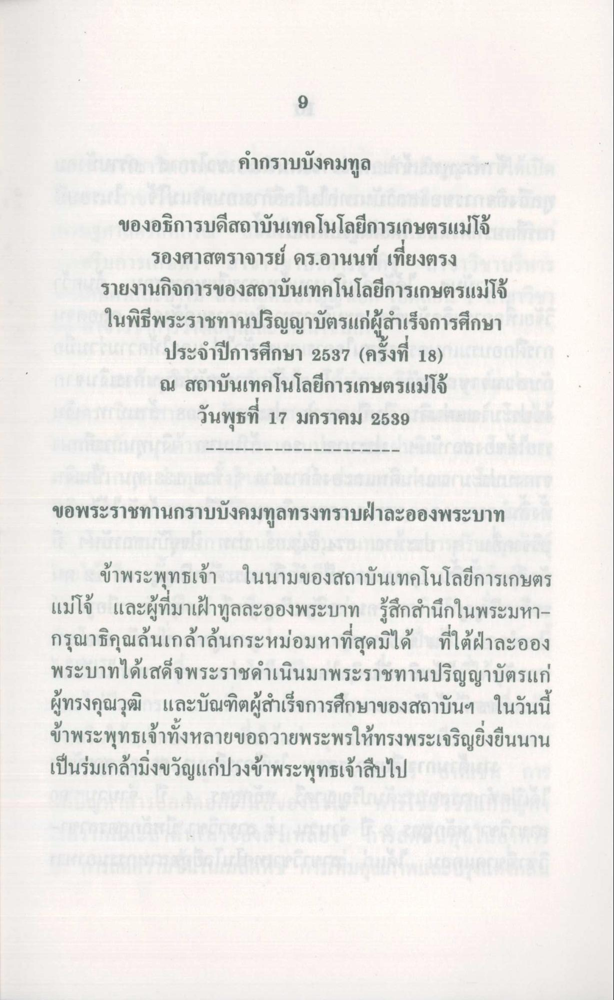 9
คำกราบบังคมทูล
ของอธิการบดีสถาบันเทคโนโลยีการเกษตรแม่โจ้
รองศาสตราจารย์ ดร.อานนท์ เที่ยงตรง
รายงานกิจการของสถาบันเทคโนโลยีการเกษตรแม่โจ้
ในพิธีพระราชทานปริญญาบัตรแก่ผู้สำเร็จการศึกษา
ประจำปีการศึกษา 2537 (ครั้งที่ 18)
ณ สถาบันเทคโนโลยีการเกษตรแม่โจ้
วันพุธที่ 17 มกราคม 2539
--------------------
ขอพระราชทานกราบบังคมทูลทรงทราบฝ่าละอองพระบาท
ข้าพระพุทธเจ้า ในนามของสถาบันเทคโนโลยีการเกษตร
แม่โจ้ และผู้ที่มาเฝ้าทูลละอองพระบาท รู้สึกสำนึกในพระมหา-
กรุณาธิคุณล้นเกล้าล้นกระหม่อมหาที่สุดมิได้ ที่ใต้ฝ่าละออง
พระบาทได้เสด็จพระราชดำเนินมาพระราชทานปริญญาบัตรแก่
ผู้ทรงคุณวุฒิ และบัณฑิตผู้สำเร็จการศึกษาของสถาบันฯ ในวันนี้
ข้าพระพุทธเจ้าทั้งหลายขอถวายพระพรให้ทรงพระเจริญยิ่งยืนนาน
เป็นร่มเกล้ามิ่งขวัญแก่ปวงข้าพระพุทธเจ้าสืบไป